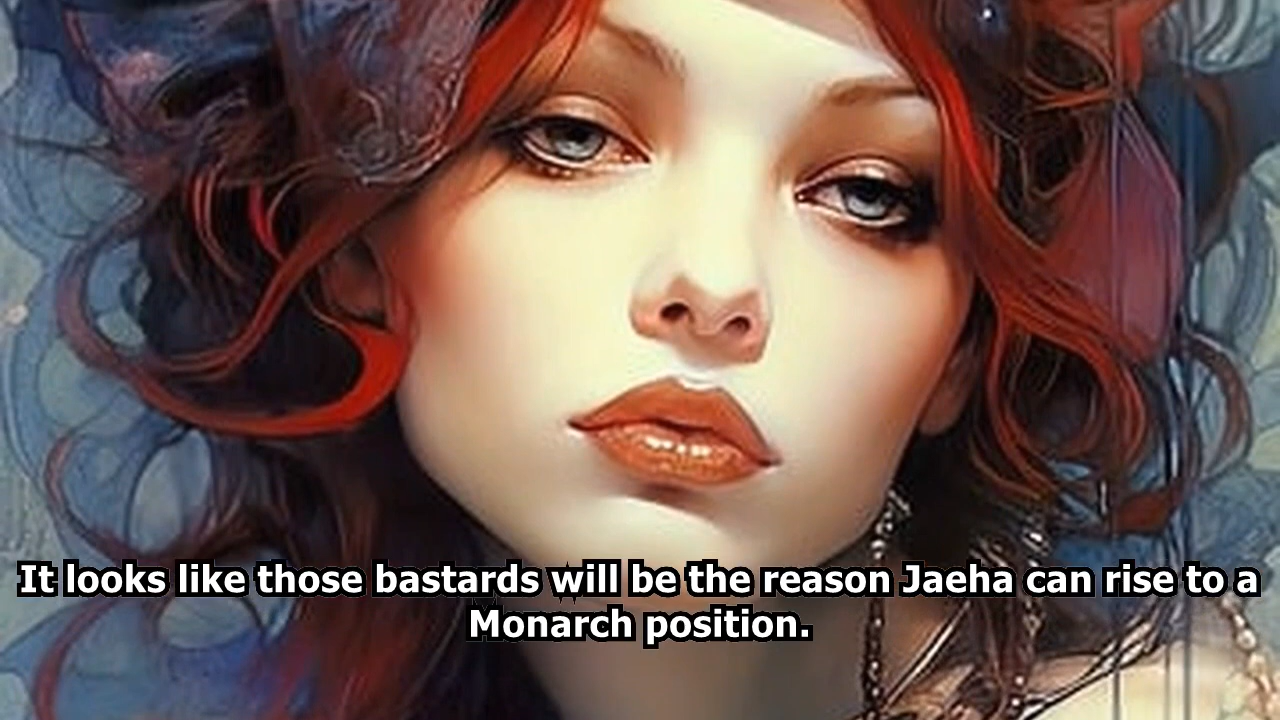 It looks like those bastards will be the reason Jaeha can rise to a
Monarch position.